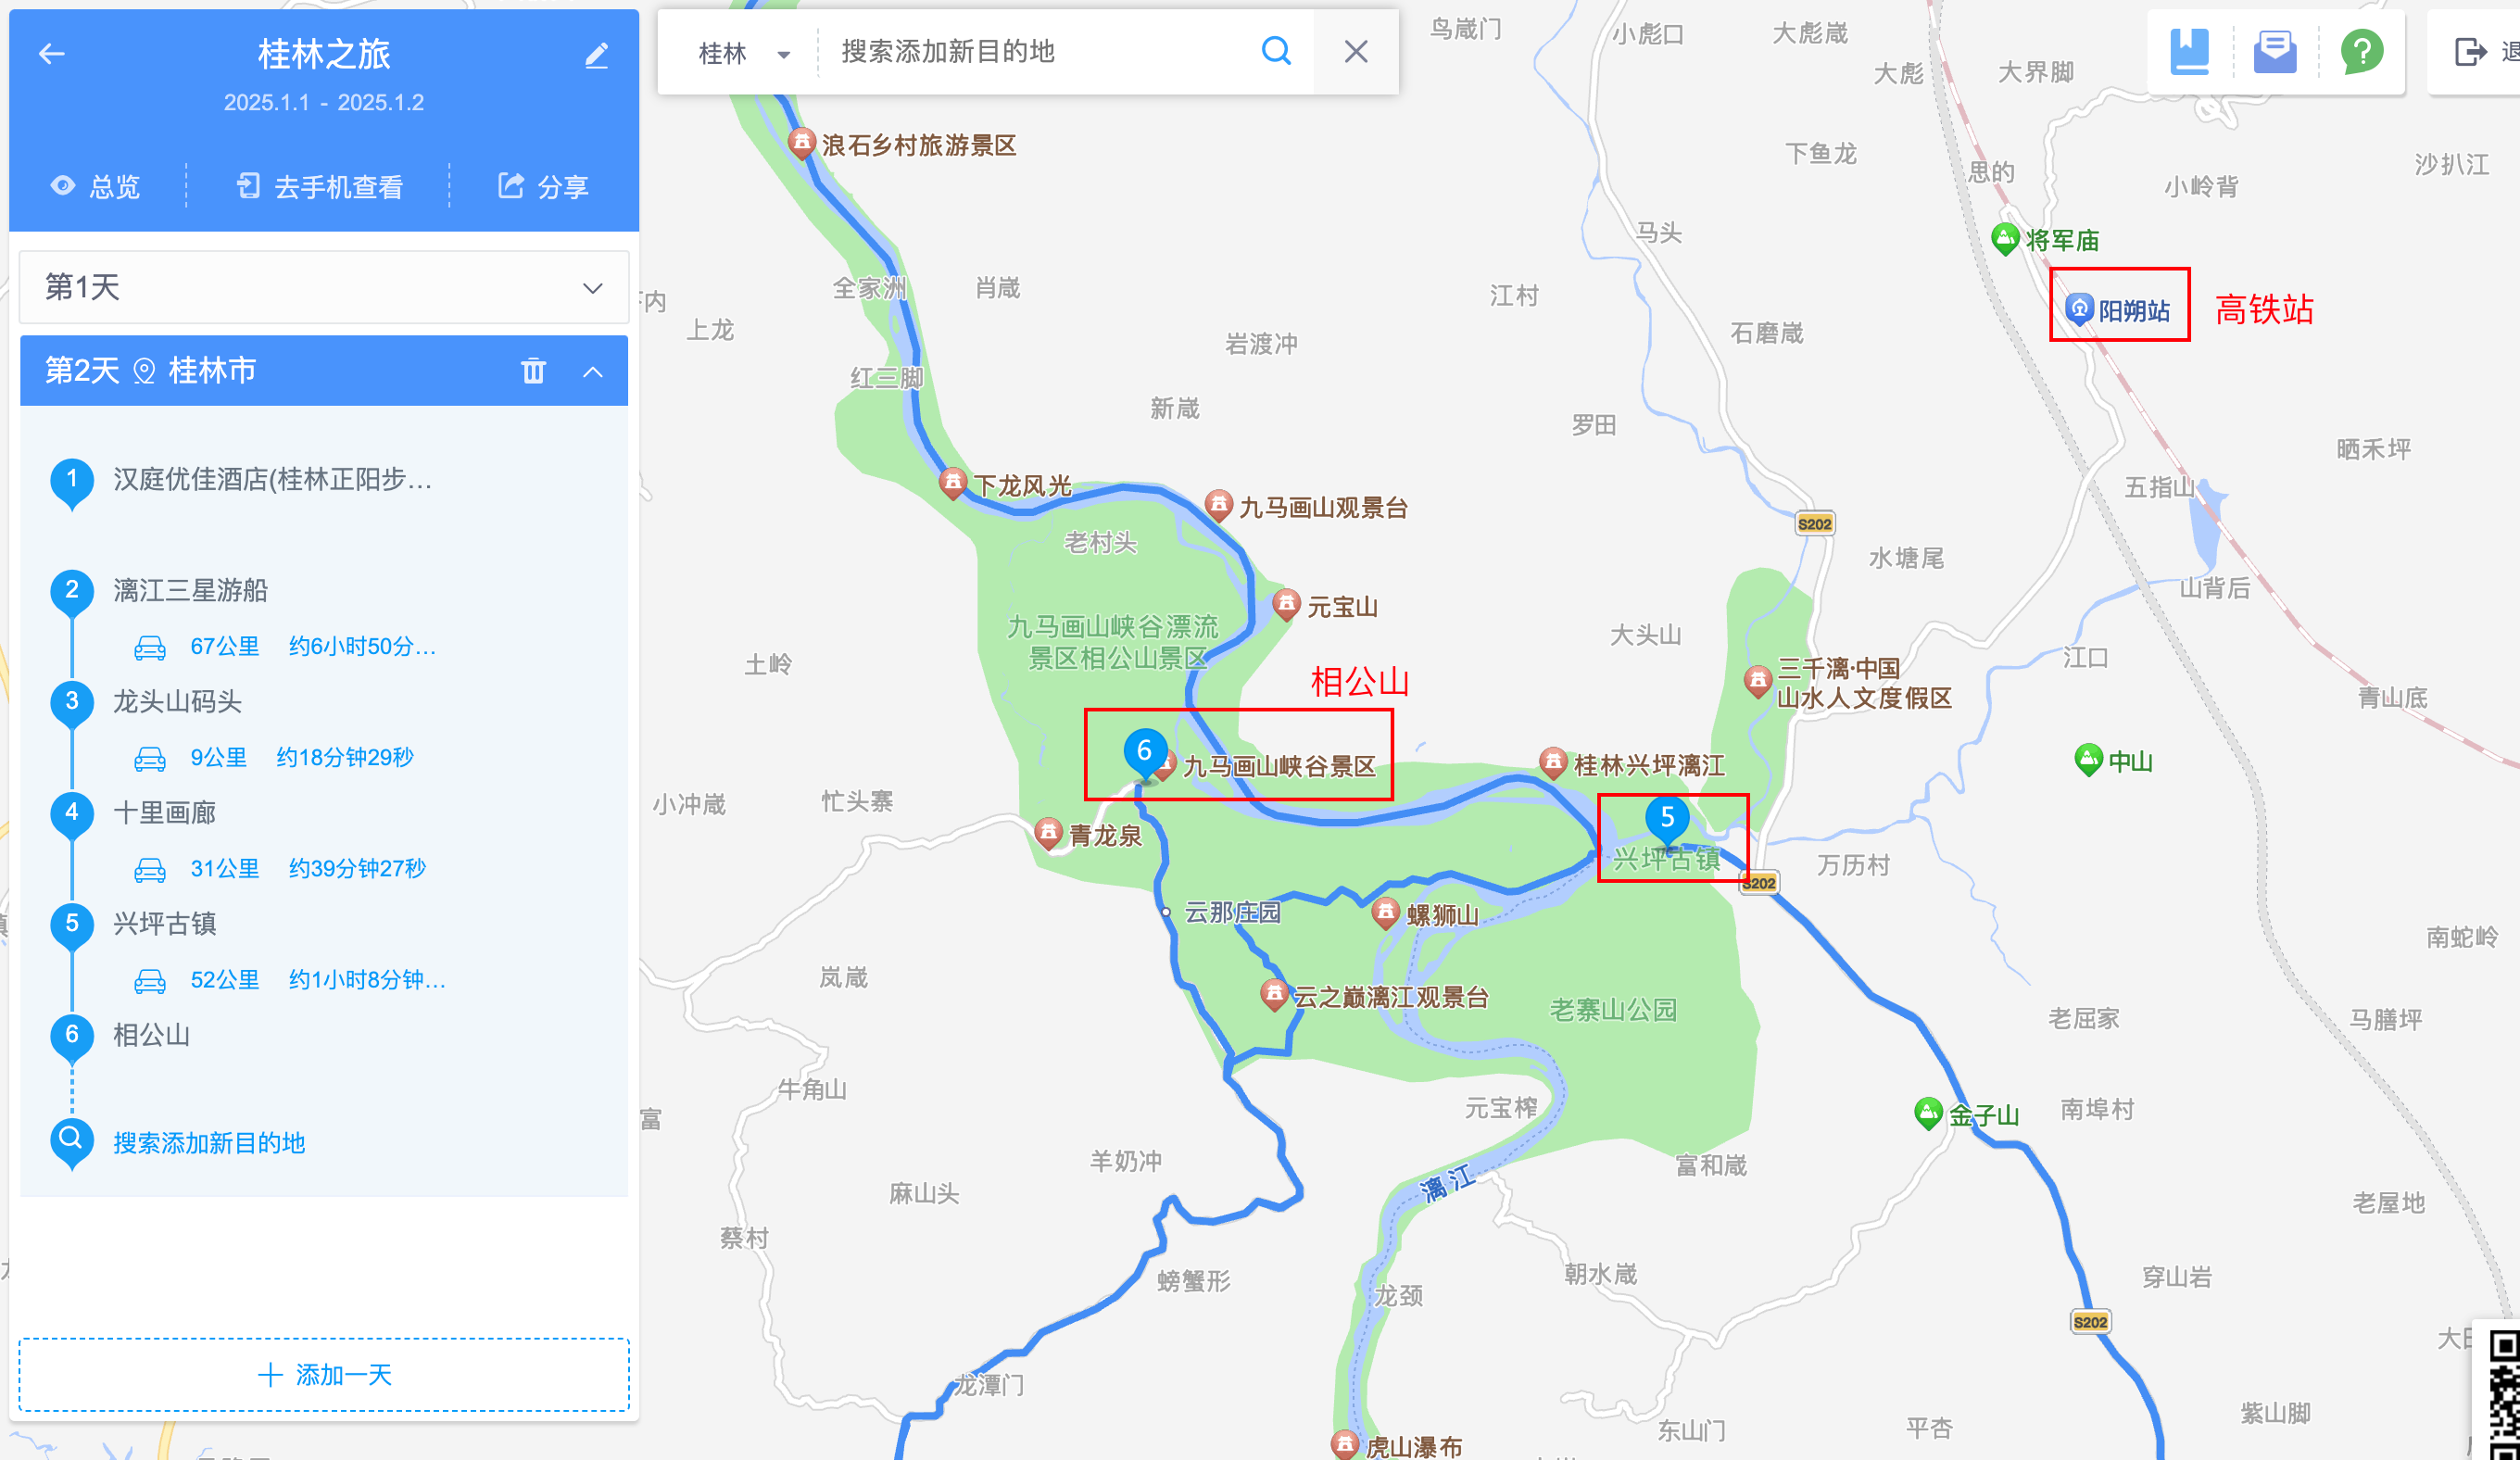 桂林之旅
2025.1.1 - 2025.1.2
总览
去手机查看
分享
第1天
第2天 桂林市
1 汉庭优佳酒店(桂林正阳步...
2 漓江三星游船
67公里 约6小时50分...
3 龙头山码头
9公里 约18分钟29秒
4 十里画廊
31公里 约39分钟27秒
5 兴坪古镇
52公里 约1小时8分钟...
6 相公山
搜索添加新目的地
添加一天
桂林
搜索添加新目的地
退
鸟崴门
小彪口
大彪崴
大彪
大界脚
浪石乡村旅游景区
下鱼龙
思的
小岭背
沙扒江
马头
将军庙
全家洲
肖崴
内
江村
阳朔站
高铁站
上龙
岩渡冲
石磨崴
红三脚
新崴
罗田
晒禾坪
下龙风光
九马画山观景台
五指山
S202
老村头
水塘尾
山背后
元宝山
九马画山峡谷漂流
景区相公山景区
大头山
江口
土岭
相公山
三千漓·中国
山水人文度假区
青山底
6
九马画山峡谷景区
桂林兴坪漓江
中山
小冲崴
忙头寨
青龙泉
5
兴坪古镇
万历村
S202
云那庄园
螺狮山
南蛇岭
岚崴
云之巅漓江观景台
老寨山公园
老屈家
马膳坪
牛角山
富
元宝榨
金子山
南埠村
羊奶冲
富和崴
麻山头
漓江
老屋地
蔡村
螃蟹形
龙颈
朝水崴
穿山岩
S202
龙潭门
东山门
平杏
紫山脚
虎山瀑布